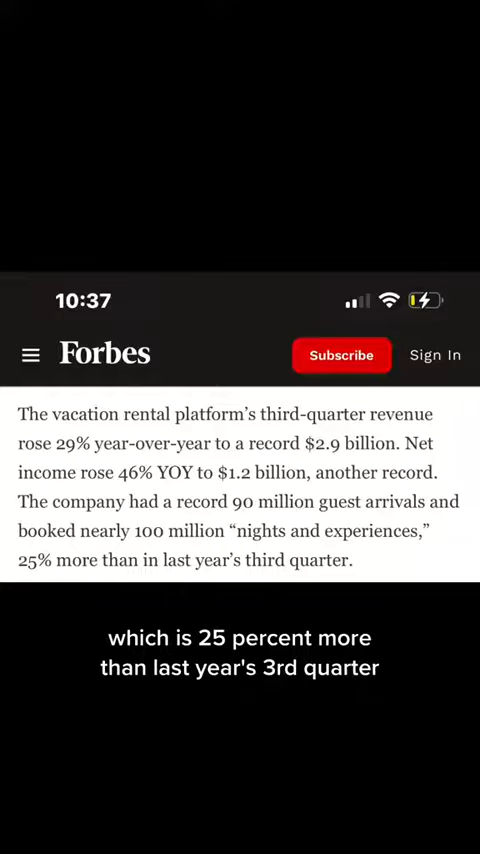 10:37
Forbes
Subscribe
Sign In
The vacation rental platform’s third-quarter revenue
rose 29% year-over-year to a record $2.9 billion. Net
income rose 46% YOY to $1.2 billion, another record.
The company had a record 90 million guest arrivals and
booked nearly 100 million “nights and experiences,”
25% more than in last year’s third quarter.
which is 25 percent more
than last year's 3rd quarter